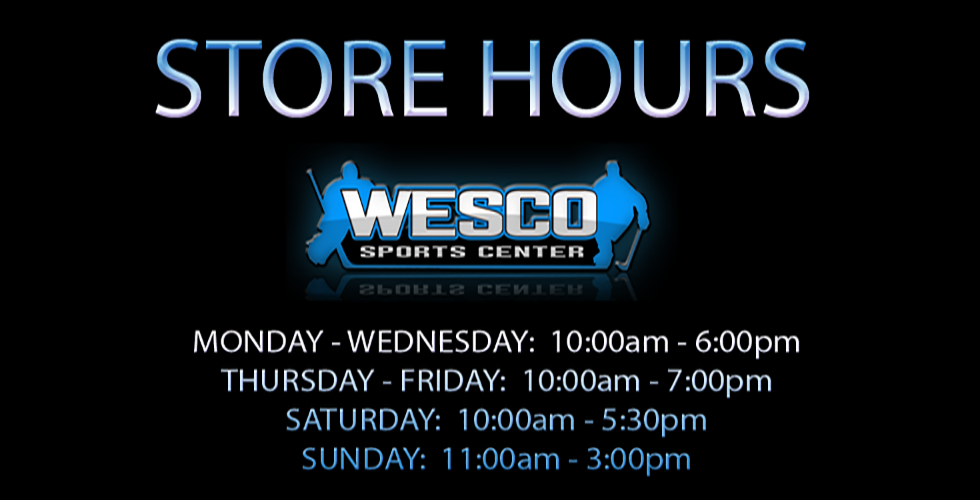 STORE HOURS
WESCO
SPORTS CENTER
MONDAY - WEDNESDAY: 10:00am - 6:00pm
THURSDAY - FRIDAY: 10:00am - 7:00pm
SATURDAY: 10:00am - 5:30pm
SUNDAY: 11:00am - 3:00pm